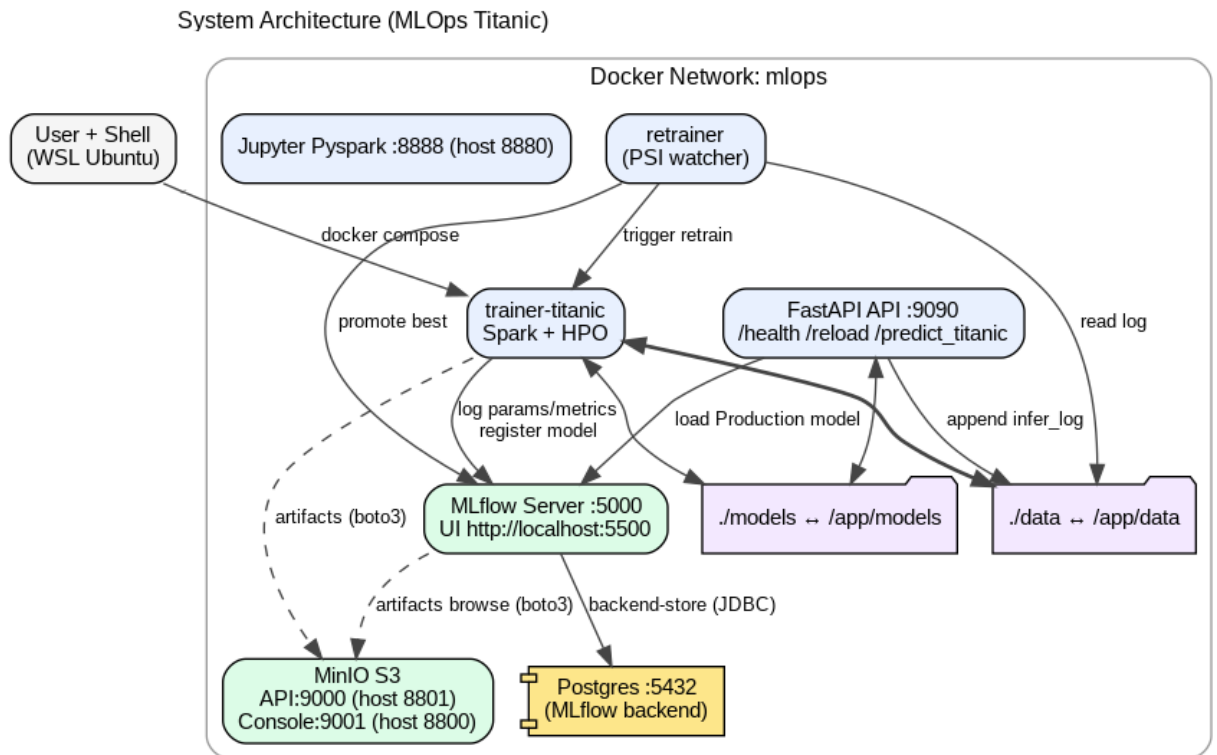 System Architecture (MLOps Titanic)
Docker Network: mlops
User + Shell
(WSL Ubuntu)
Jupyter Pyspark :8888 (host 8880)
retrainer
(PSI watcher)
docker compose
trigger retrain
trainer-titanic
Spark + HPO
FastAPI API :9090
/health /reload /predict_titanic
promote best
read log
log params/metrics
register model
load Production model
append infer_log
MLflow Server :5000
UI http://localhost:5500
./models ↔ /app/models
./data ↔ /app/data
artifacts (boto3)
artifacts browse (boto3)
backend-store (JDBC)
MinIO S3
API:9000 (host 8801)
Console:9001 (host 8800)
Postgres :5432
(MLflow backend)